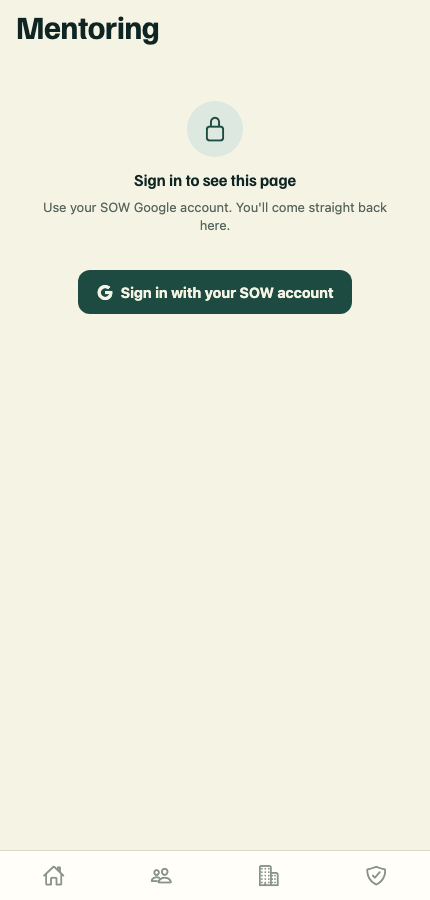 Mentoring
Sign in to see this page
Use your SOW Google account. You'll come straight back
here.
Sign in with your SOW account